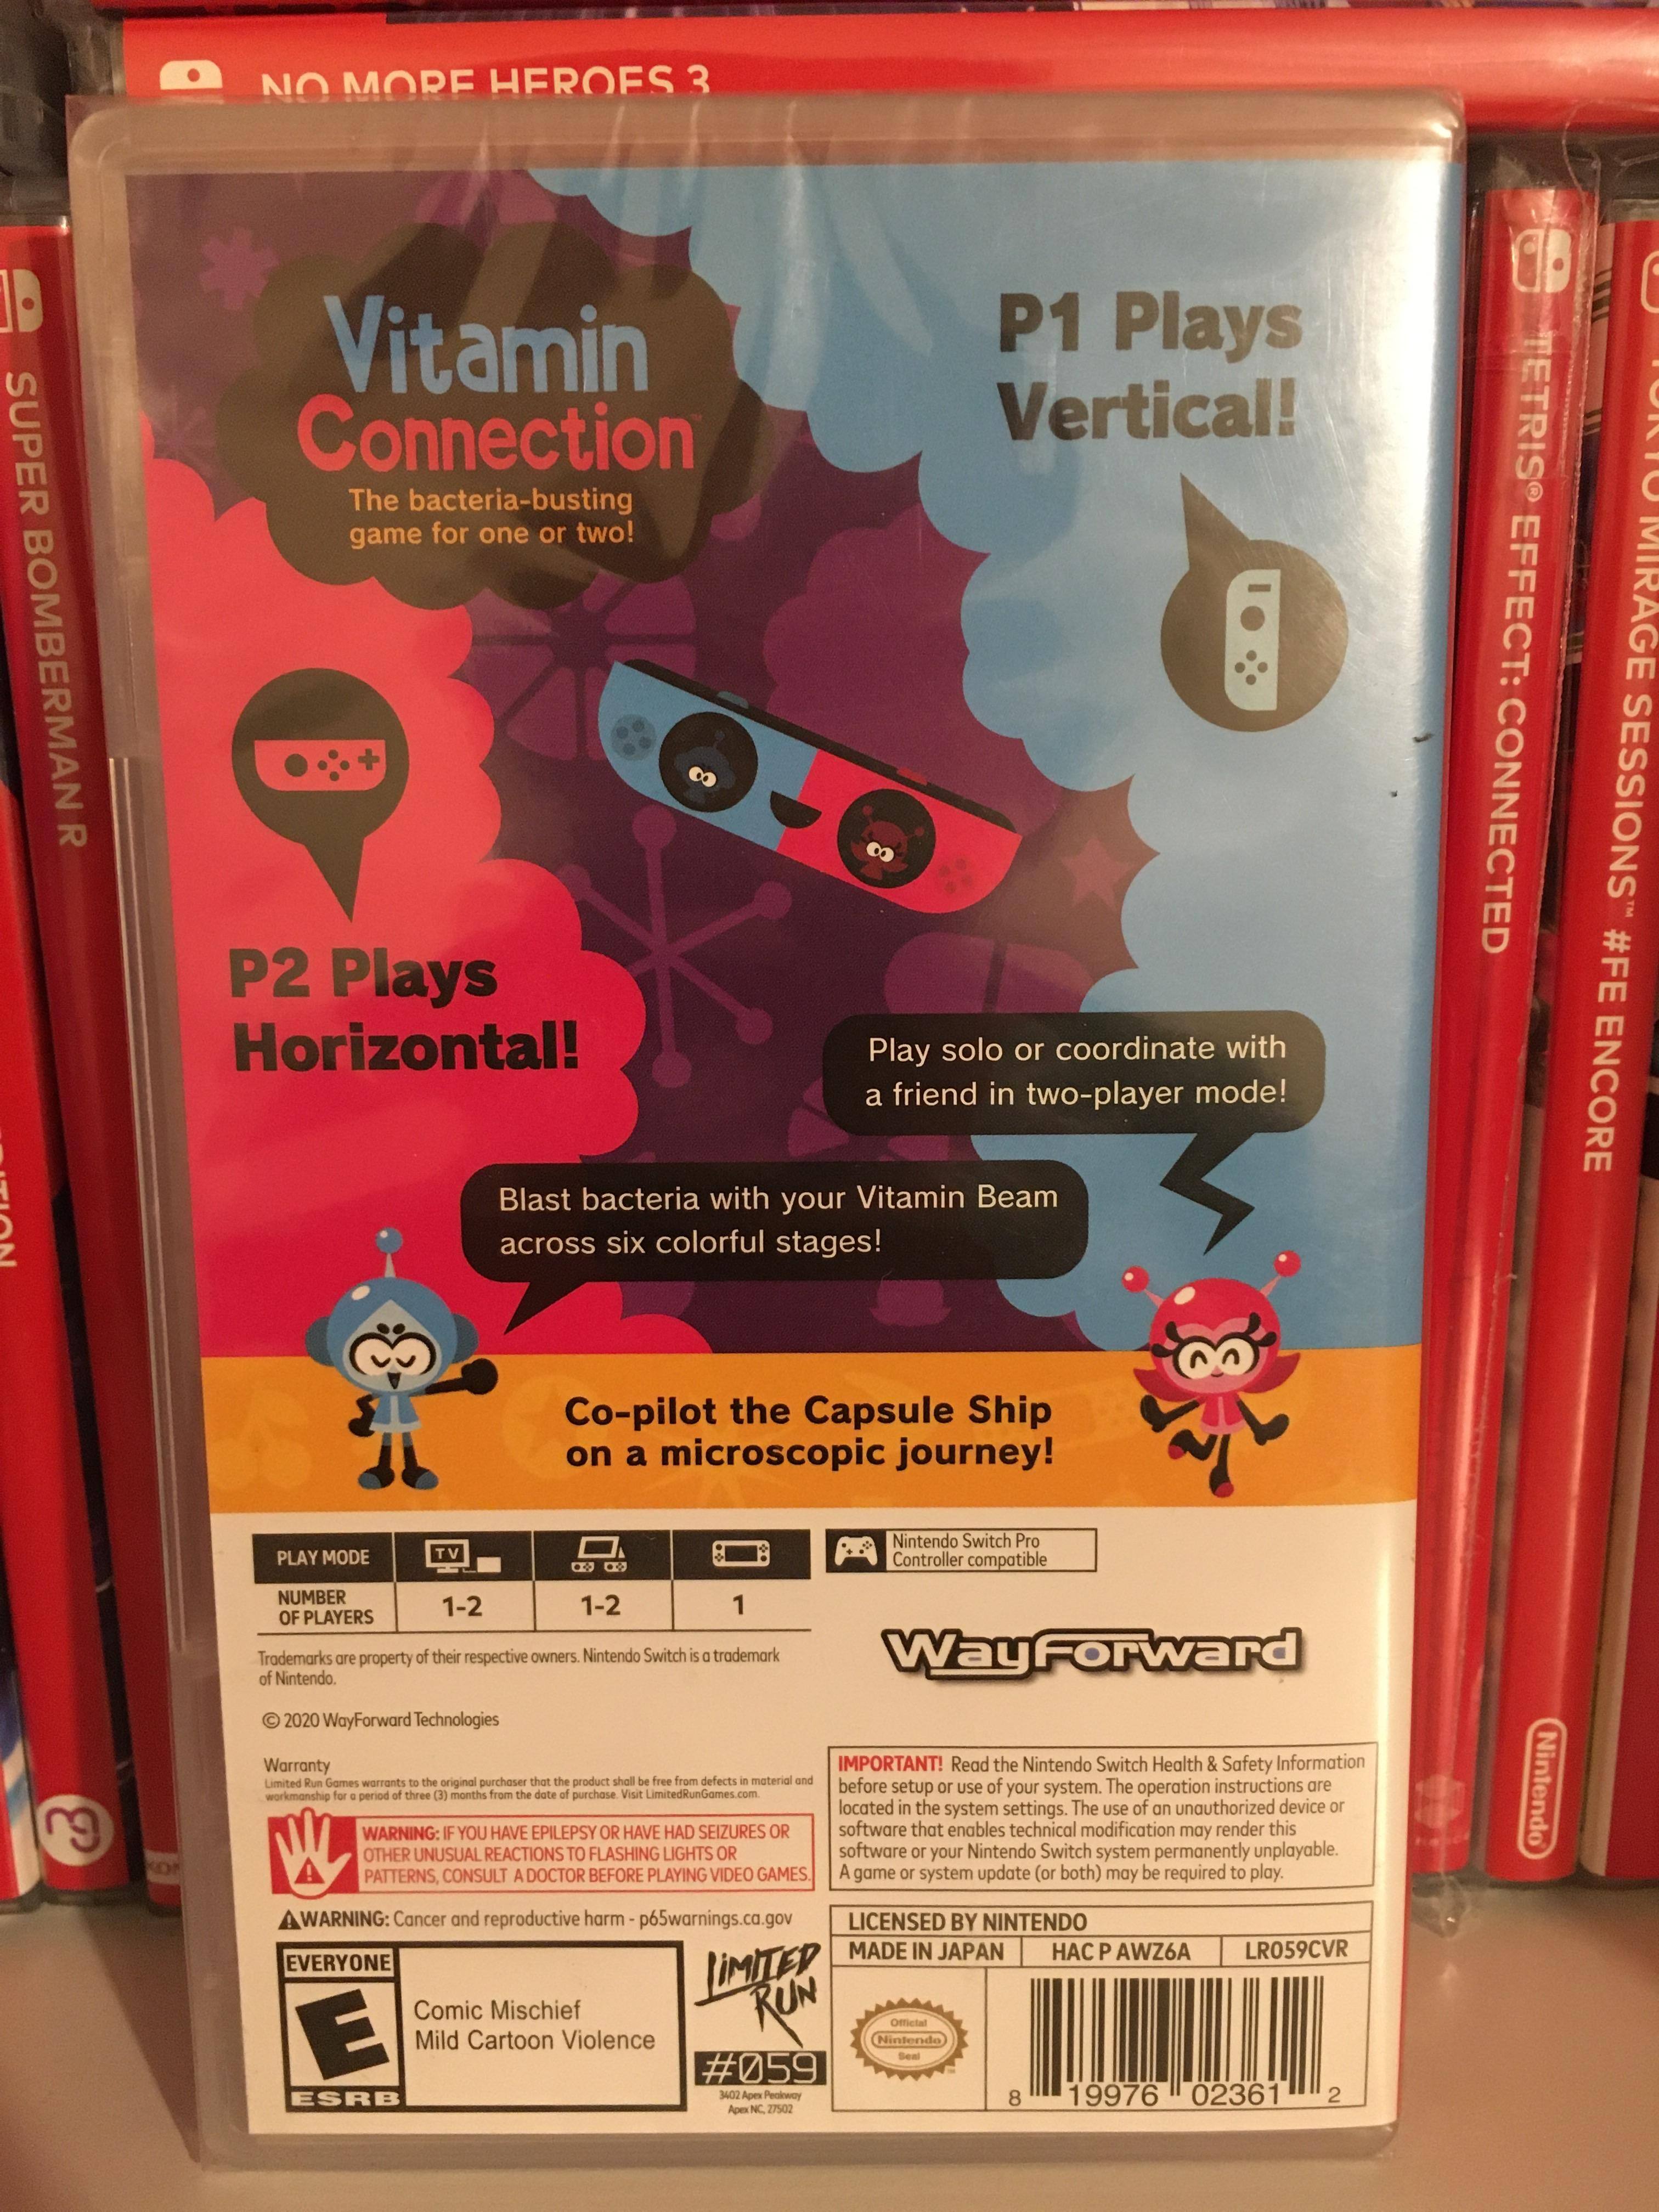 NO MORE HEROES 3
SUPER BOMBERMAN R
TETRIS® EFFECT: CONNECTED
MIRAGE SESSIONS™ #FE ENCORE
Nintendo
Vitamin
Connection™
The bacteria-busting
game for one or two!
P1 Plays
Vertical!
P2 Plays
Horizontal!
Play solo or coordinate with
a friend in two-player mode!
Blast bacteria with your Vitamin Beam
across six colorful stages!
Co-pilot the Capsule Ship
on a microscopic journey!
PLAY MODE TV
NUMBER
OF PLAYERS 1-2 1-2 1
Nintendo Switch Pro
Controller compatible
Trademarks are property of their respective owners. Nintendo Switch is a trademark
of Nintendo.
WayForward
© 2020 WayForward Technologies
Warranty
Limited Run Games warrants to the original purchaser that the product shall be free from defects in material and
workmanship for a period of three (3) months from the date of purchase. Visit LimitedRunGames.com.
WARNING: IF YOU HAVE EPILEPSY OR HAVE HAD SEIZURES OR
OTHER UNUSUAL REACTIONS TO FLASHING LIGHTS OR
PATTERNS, CONSULT A DOCTOR BEFORE PLAYING VIDEO GAMES.
IMPORTANT! Read the Nintendo Switch Health & Safety Information
before setup or use of your system. The operation instructions are
located in the system settings. The use of an unauthorized device or
software that enables technical modification may render this
software or your Nintendo Switch system permanently unplayable.
A game or system update (or both) may be required to play.
WARNING: Cancer and reproductive harm - p65warnings.ca.gov
EVERYONE
E
ESRB
Comic Mischief
Mild Cartoon Violence
LIMITED
RUN
#059
3402 Apex Peakway
Apex NC, 27502
LICENSED BY NINTENDO
MADE IN JAPAN HAC P AWZ6A LR059CVR
Official
Nintendo
Seal
8 19976 02361 2